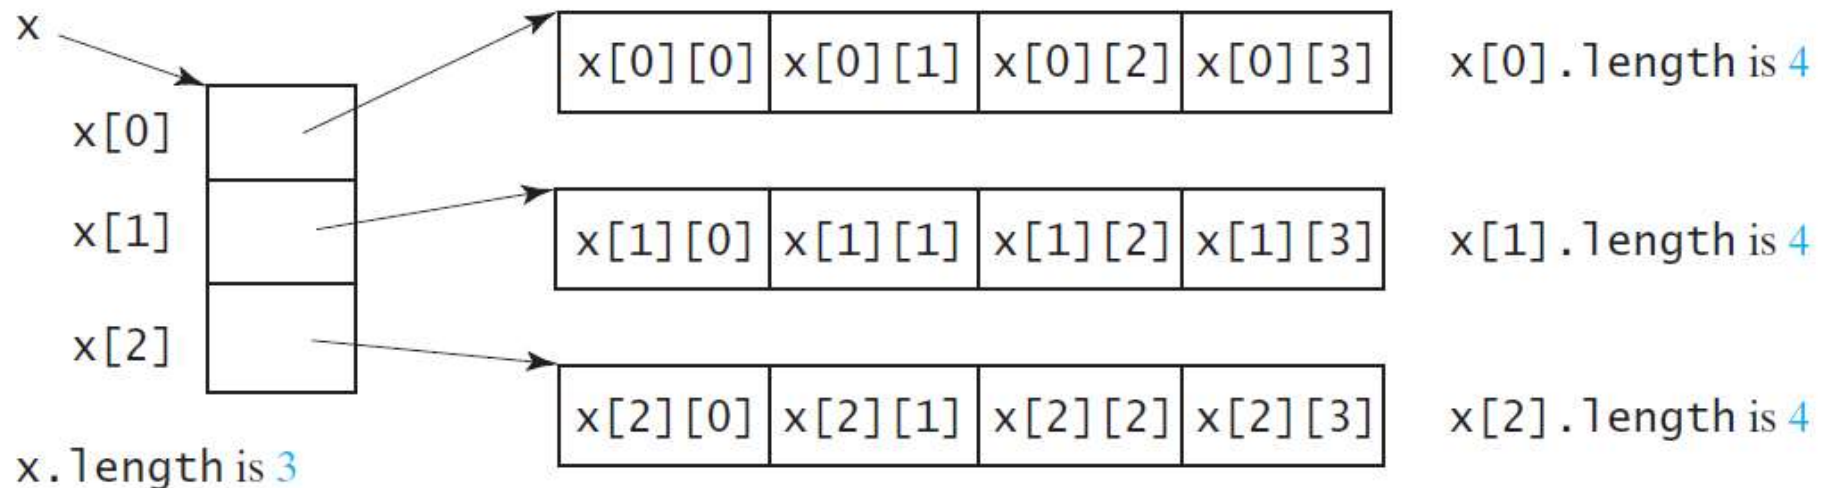 x
x[0][0] x[0][1] x[0][2] x[0][3] x[0].length is 4
x[0]
x[1]
x[1][0] x[1][1] x[1][2] x[1][3] x[1].length is 4
x[2]
x[2][0] x[2][1] x[2][2] x[2][3] x[2].length is 4
x.length is 3